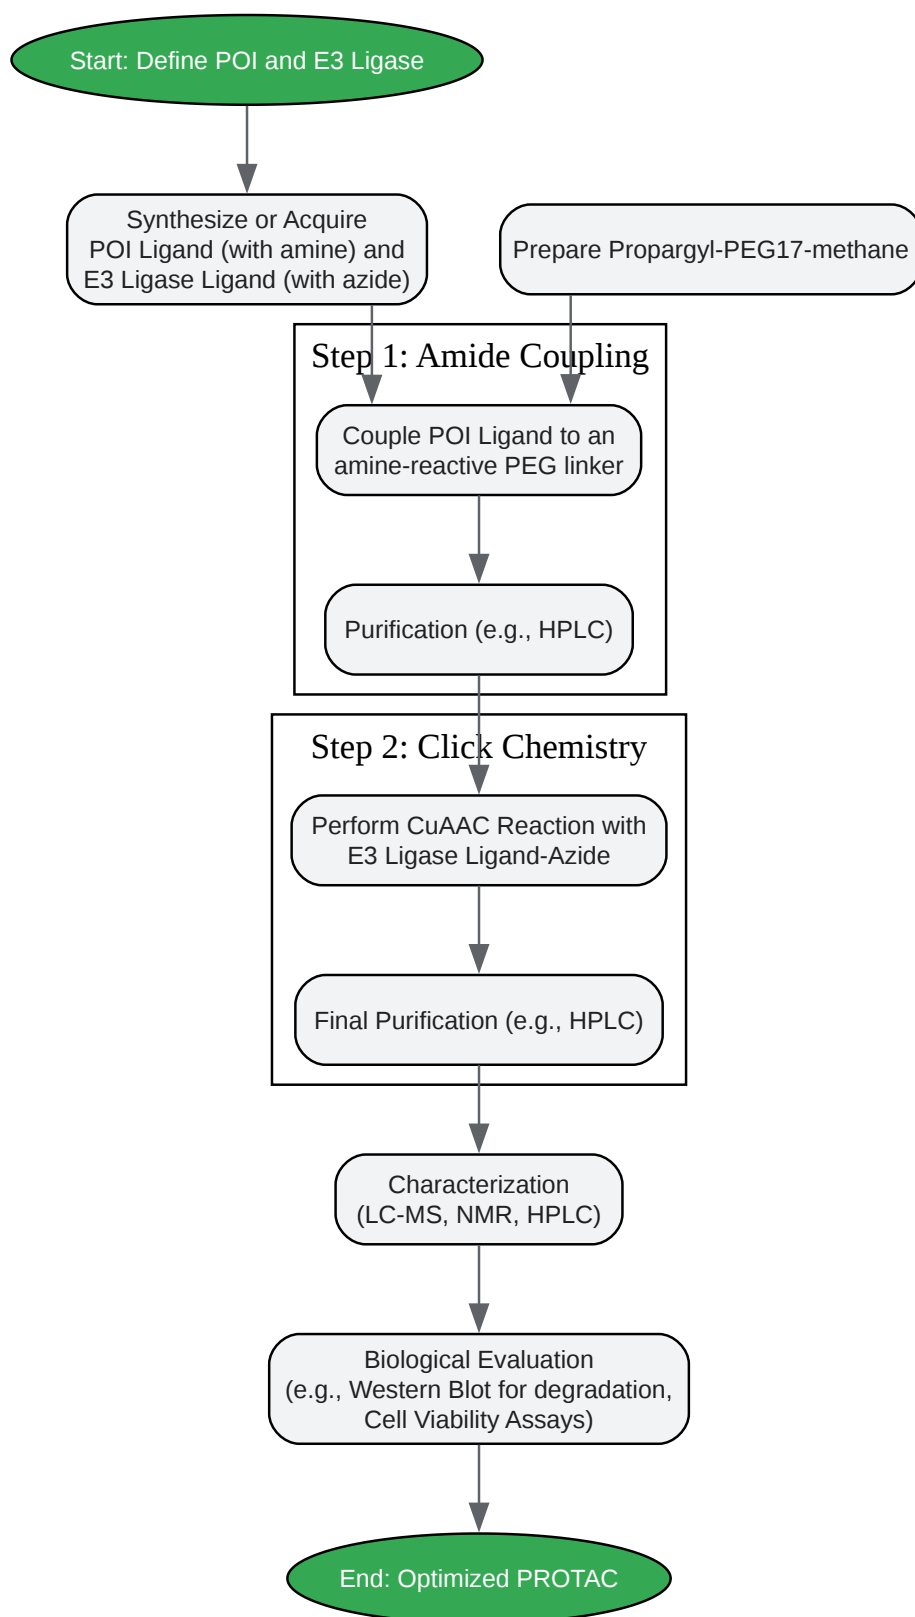 Start: Define POI and E3 Ligase
Synthesize or Acquire
POI Ligand (with amine) and
E3 Ligase Ligand (with azide)
Prepare Propargyl-PEG17-methane
Step 1: Amide Coupling
Couple POI Ligand to an
amine-reactive PEG linker
Purification (e.g., HPLC)
Step 2: Click Chemistry
Perform CuAAC Reaction with
E3 Ligase Ligand-Azide
Final Purification (e.g., HPLC)
Characterization
(LC-MS, NMR, HPLC)
Biological Evaluation
(e.g., Western Blot for degradation,
Cell Viability Assays)
End: Optimized PROTAC